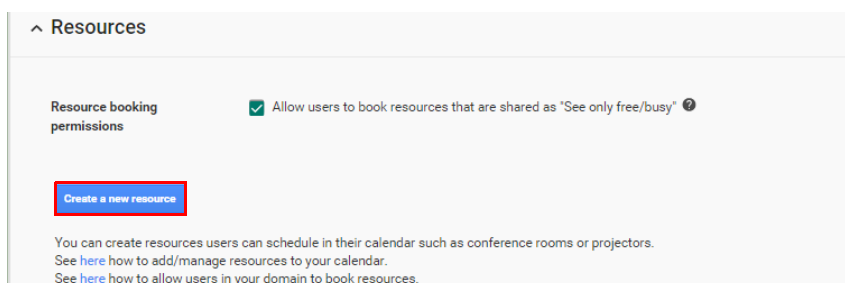 Resources
Resource booking permissions
Allow users to book resources that are shared as "See only free/busy"
Create a new resource
You can create resources users can schedule in their calendar such as conference rooms or projectors.
See here how to add/manage resources to your calendar.
See here how to allow users in your domain to book resources.